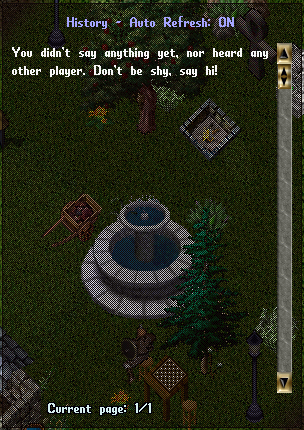 History - Auto Refresh: ON
You didn't say anything yet, nor heard any
other player. Don't be shy, say hi!
Current page: 1/1